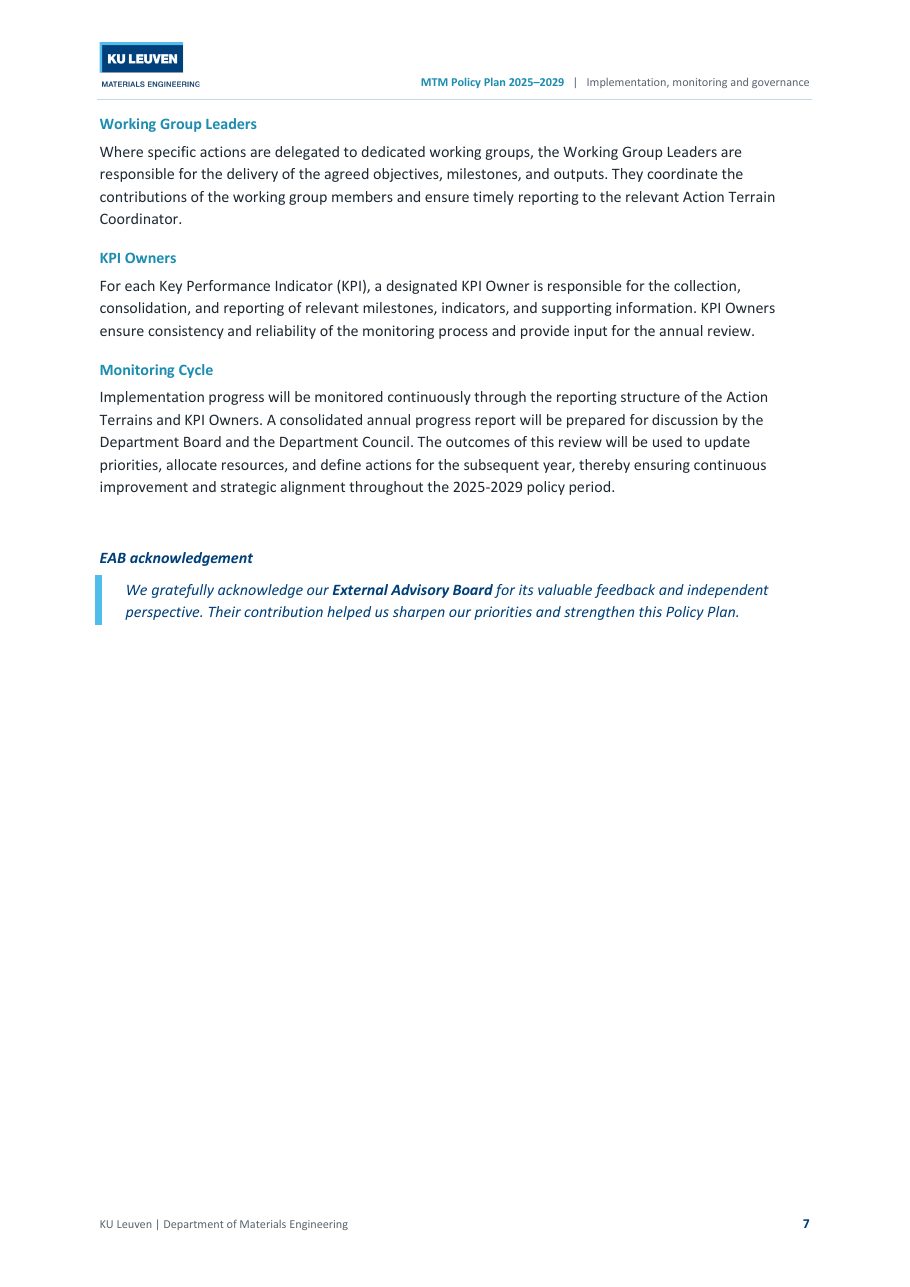 KU LEUVEN
MATERIALS ENGINEERING
MTM Policy Plan 2025–2029 | Implementation, monitoring and governance
Working Group Leaders
Where specific actions are delegated to dedicated working groups, the Working Group Leaders are
responsible for the delivery of the agreed objectives, milestones, and outputs. They coordinate the
contributions of the working group members and ensure timely reporting to the relevant Action Terrain
Coordinator.
KPI Owners
For each Key Performance Indicator (KPI), a designated KPI Owner is responsible for the collection,
consolidation, and reporting of relevant milestones, indicators, and supporting information. KPI Owners
ensure consistency and reliability of the monitoring process and provide input for the annual review.
Monitoring Cycle
Implementation progress will be monitored continuously through the reporting structure of the Action
Terrains and KPI Owners. A consolidated annual progress report will be prepared for discussion by the
Department Board and the Department Council. The outcomes of this review will be used to update
priorities, allocate resources, and define actions for the subsequent year, thereby ensuring continuous
improvement and strategic alignment throughout the 2025-2029 policy period.
EAB acknowledgement
We gratefully acknowledge our External Advisory Board for its valuable feedback and independent
perspective. Their contribution helped us sharpen our priorities and strengthen this Policy Plan.
KU Leuven | Department of Materials Engineering
7